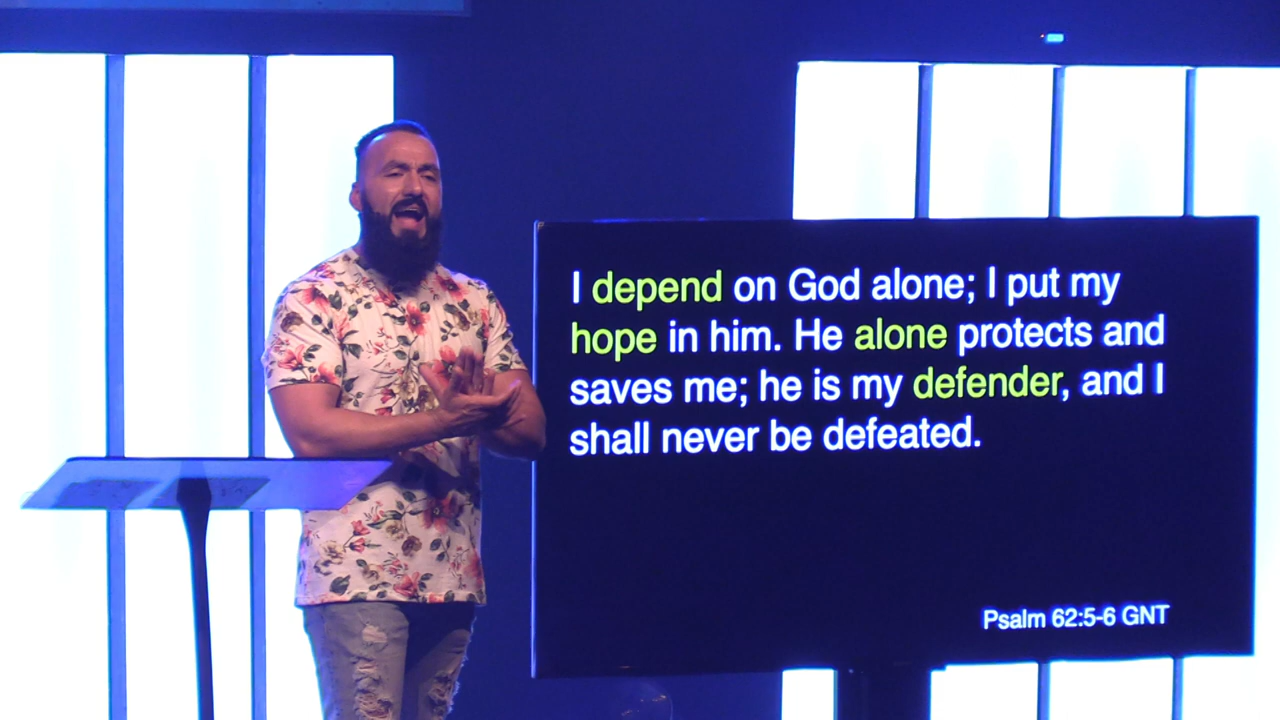 I depend on God alone; I put my
hope in him. He alone protects and
saves me; he is my defender, and I
shall never be defeated.
Psalm 62:5-6 GNT